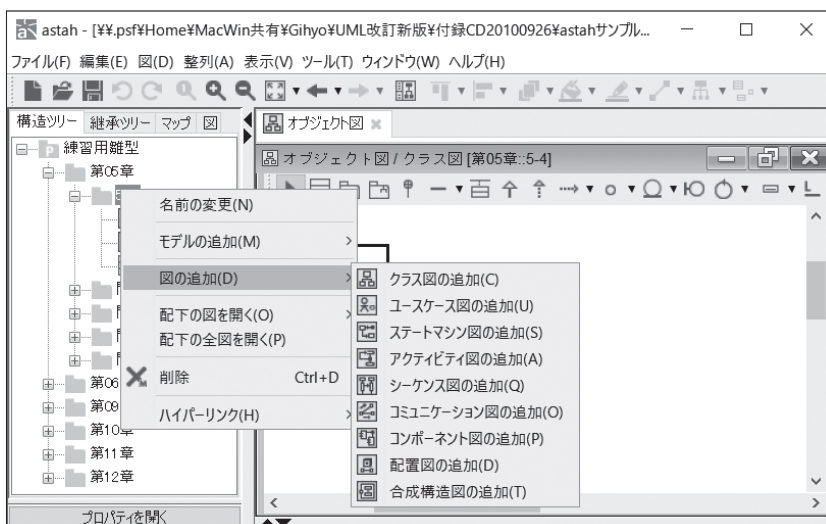 astah - [¥¥.psf¥Home¥MacWin共有¥Gihyo¥UML改訂新版¥付録CD20100926¥astahサンプル...
ファイル(F) 編集(E) 図(D) 整列(A) 表示(V) ツール(T) ウィンドウ(W) ヘルプ(H)
構造ツリー 継承ツリー マップ 図
オブジェクト図
練習用雛型
オブジェクト図 / クラス図 [第05章::5-4]
第05章
名前の変更(N)
モデルの追加(M)
図の追加(D)
配下の図を開く(O)
配下の全図を開く(P)
削除 Ctrl+D
ハイパーリンク(H)
クラス図の追加(C)
ユースケース図の追加(U)
ステートマシン図の追加(S)
アクティビティ図の追加(A)
シーケンス図の追加(Q)
コミュニケーション図の追加(O)
コンポーネント図の追加(P)
配置図の追加(D)
合成構造図の追加(T)
第06
第09
第10章
第11章
第12章
プロパティを開く